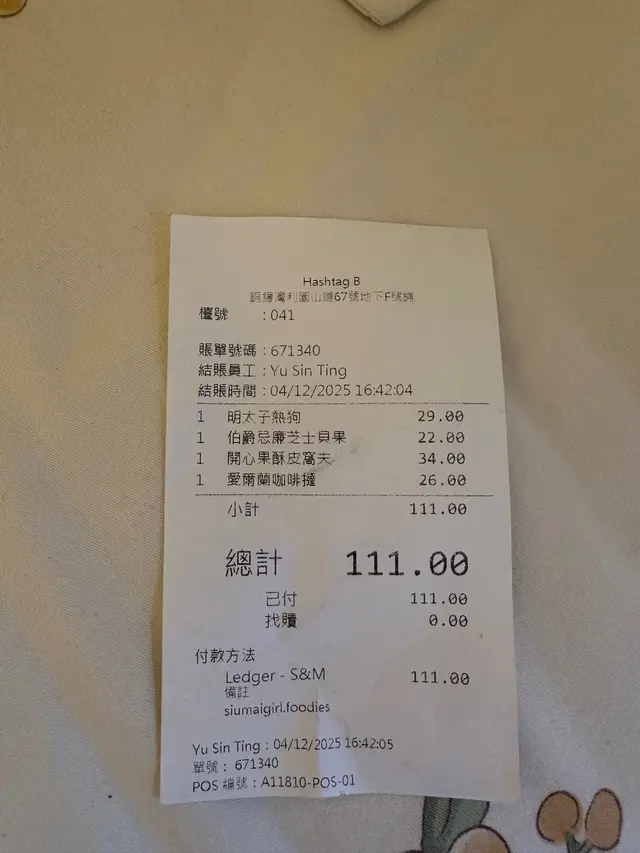 Hashtag B
銅鑼灣利園山道67號地下F號舖
檯號 : 041
賬單號碼 : 671340
結賬員工 : Yu Sin Ting
結賬時間 : 04/12/2025 16:42:04
1 明太子熱狗 29.00
1 伯爵忌廉芝士貝果 22.00
1 開心果酥皮窩夫 34.00
1 愛爾蘭咖啡撻 26.00
小計 111.00
總計 111.00
已付 111.00
找贖 0.00
付款方法
Ledger - S&M 111.00
備註
siumaigirl.foodies
Yu Sin Ting : 04/12/2025 16:42:05
單號 : 671340
POS 編號 : A11810-POS-01